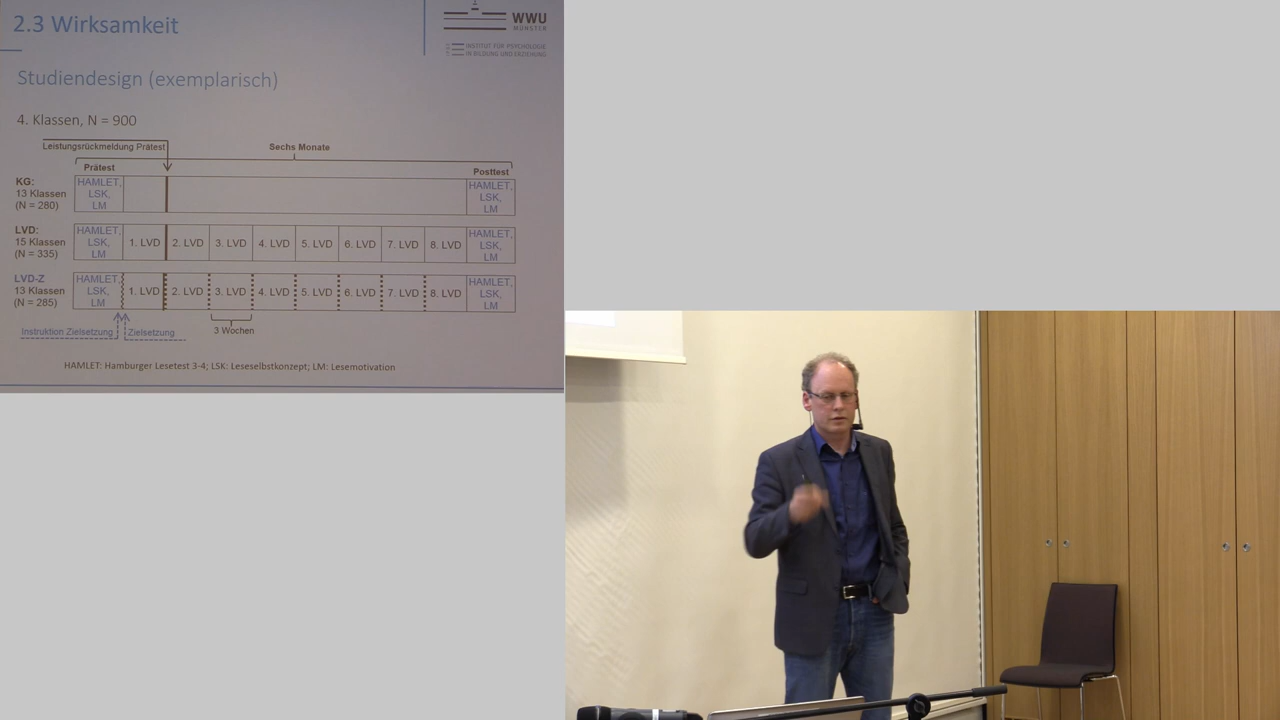 2.3 Wirksamkeit
WWU
MÜNSTER
INSTITUT FÜR PSYCHOLOGIE
IN BILDUNG UND ERZIEHUNG
Studiendesign (exemplarisch)
4. Klassen, N = 900
Leistungsrückmeldung Prätest
Sechs Monate
Prätest
Posttest
KG:
13 Klassen
(N = 280)
HAMLET,
LSK,
LM
HAMLET,
LSK,
LM
LVD:
15 Klassen
(N = 335)
HAMLET,
LSK,
LM
1. LVD 2. LVD 3. LVD 4. LVD 5. LVD 6. LVD 7. LVD 8. LVD
HAMLET,
LSK,
LM
LVD-Z
13 Klassen
(N = 285)
HAMLET,
LSK,
LM
1. LVD 2. LVD 3. LVD 4. LVD 5. LVD 6. LVD 7. LVD 8. LVD
HAMLET,
LSK,
LM
Instruktion Zielsetzung
Zielsetzung
3 Wochen
HAMLET: Hamburger Lesetest 3-4; LSK: Leseselbstkonzept; LM: Lesemotivation